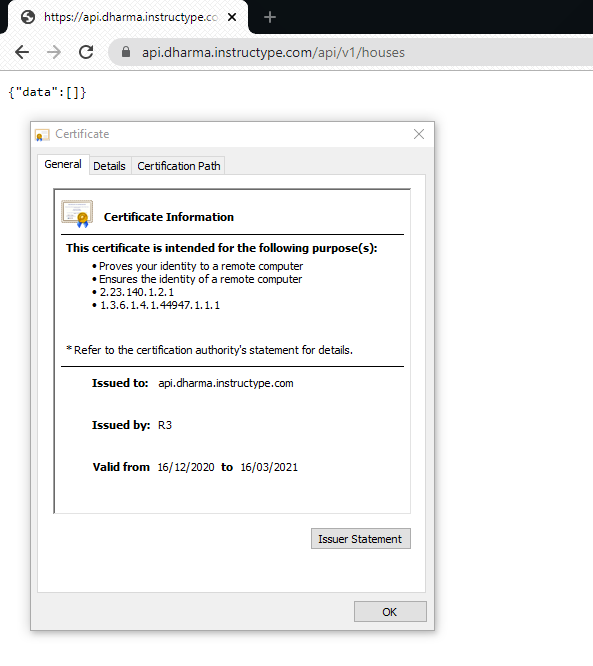 https://api.dharma.instructype.co
api.dharma.instructype.com/api/v1/houses
{"data":[]}
Certificate
General Details Certification Path
Certificate Information
This certificate is intended for the following purpose(s):
• Proves your identity to a remote computer
• Ensures the identity of a remote computer
• 2.23.140.1.2.1
• 1.3.6.1.4.1.44947.1.1.1
* Refer to the certification authority's statement for details.
Issued to: api.dharma.instructype.com
Issued by: R3
Valid from 16/12/2020 to 16/03/2021
Issuer Statement
OK